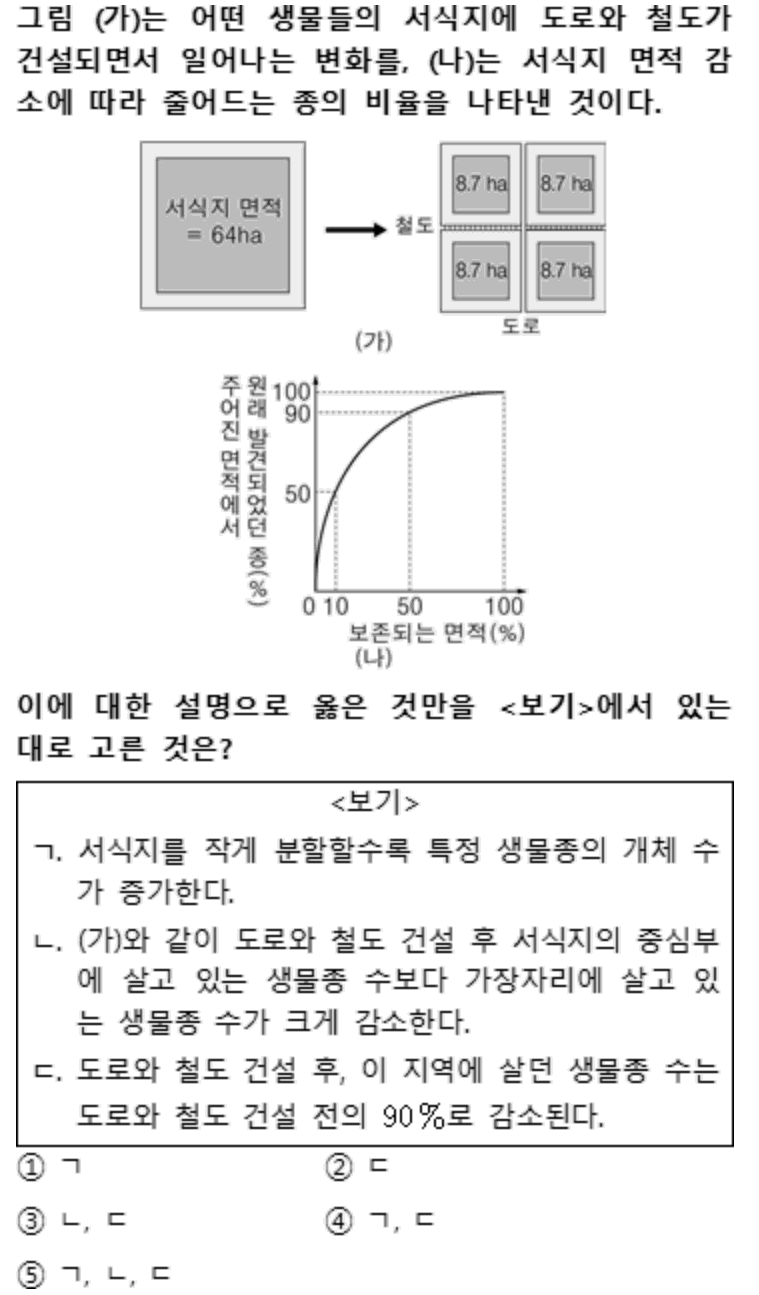 그림 (가)는 어떤 생물들의 서식지에 도로와 철도가
건설되면서 일어나는 변화를, (나)는 서식지 면적 감
소에 따라 줄어드는 종의 비율을 나타낸 것이다.
서식지 면적
= 64ha
철도
8.7 ha
8.7 ha
8.7 ha
8.7 ha
도로
(가)
주어진 면적에서
원래 발견되었던 종(%)
100
90
50
0 10 50 100
보존되는 면적(%)
(나)
이에 대한 설명으로 옳은 것만을 <보기>에서 있는
대로 고른 것은?
<보기>
ㄱ. 서식지를 작게 분할할수록 특정 생물종의 개체 수
가 증가한다.
ㄴ. (가)와 같이 도로와 철도 건설 후 서식지의 중심부
에 살고 있는 생물종 수보다 가장자리에 살고 있
는 생물종 수가 크게 감소한다.
ㄷ. 도로와 철도 건설 후, 이 지역에 살던 생물종 수는
도로와 철도 건설 전의 90%로 감소된다.
① ㄱ ② ㄷ
③ ㄴ, ㄷ ④ ㄱ, ㄷ
⑤ ㄱ, ㄴ, ㄷ